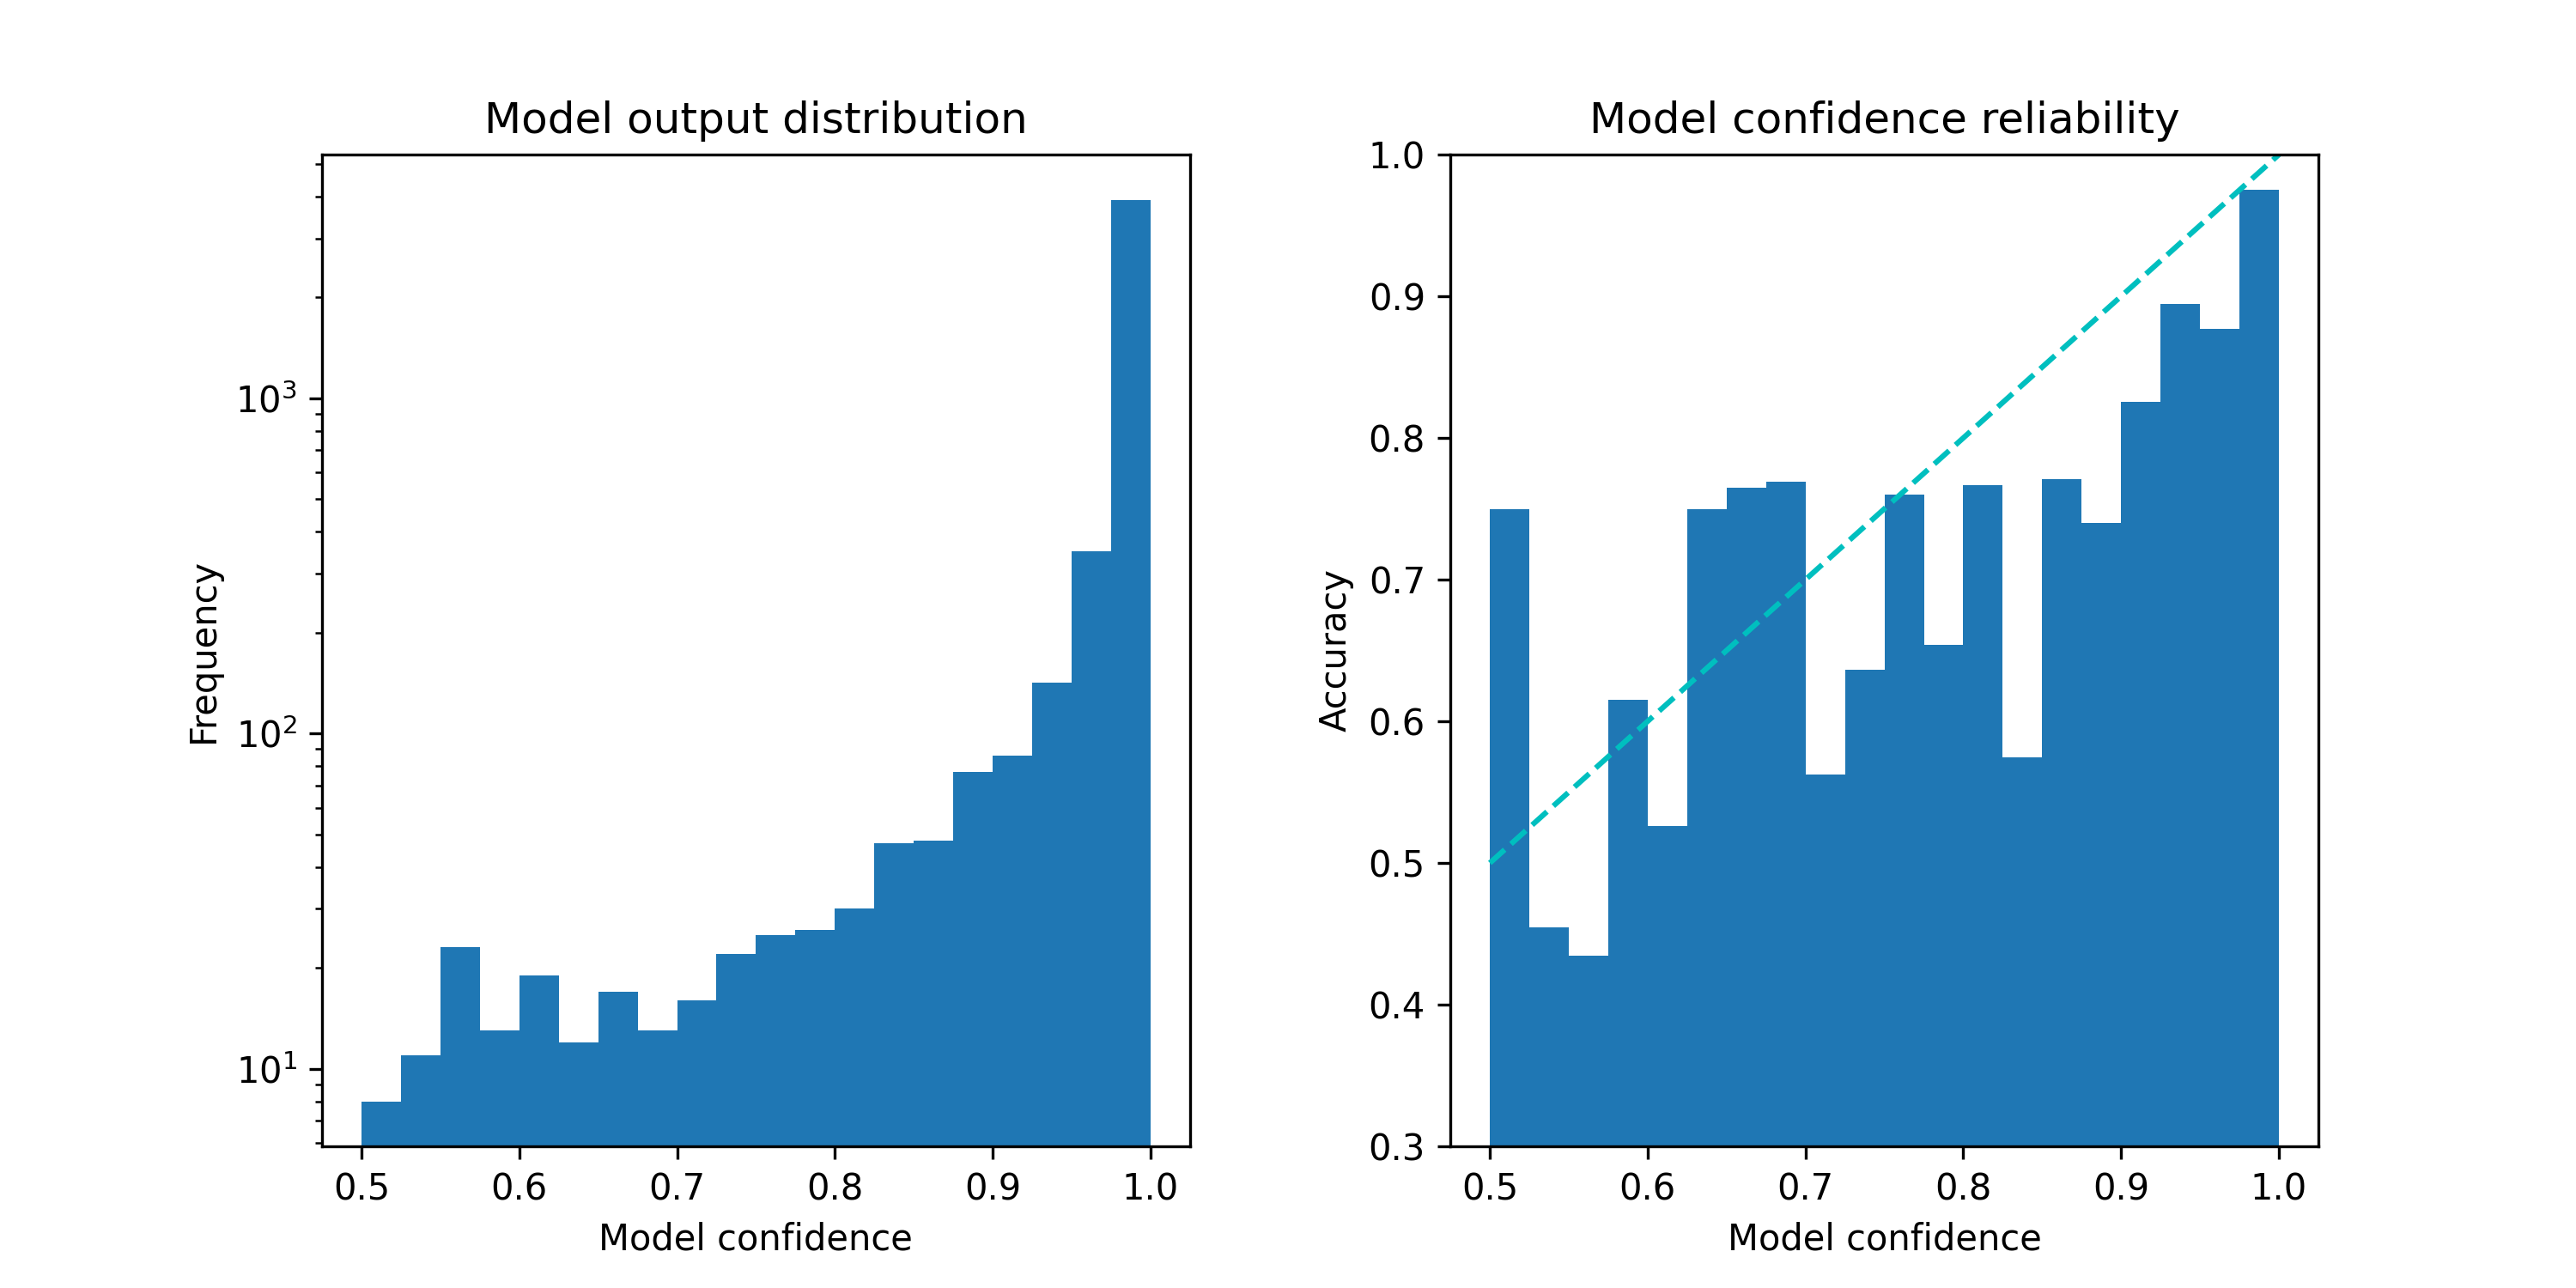 Model output distribution
Frequency
10³
10²
10¹
0.5 0.6 0.7 0.8 0.9 1.0
Model confidence
Model confidence reliability
Accuracy
1.0
0.9
0.8
0.7
0.6
0.5
0.4
0.3
0.5 0.6 0.7 0.8 0.9 1.0
Model confidence